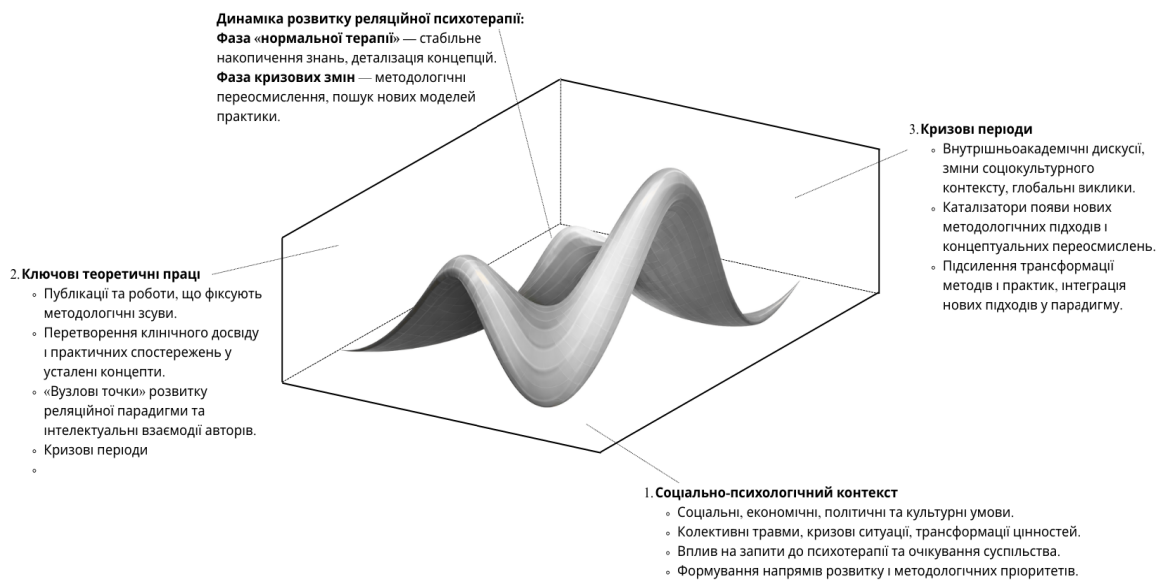 Динаміка розвитку реляційної психотерапії:
Фаза «нормальної терапії» — стабільне
накопичення знань, деталізація концепцій.
Фаза кризових змін — методологічні
переосмислення, пошук нових моделей
практики.
3. Кризові періоди
◦ Внутрішньоакадемічні дискусії,
зміни соціокультурного
контексту, глобальні виклики.
◦ Каталізатори появи нових
методологічних підходів і
концептуальних переосмислень.
◦ Підсилення трансформації
методів і практик, інтеграція
нових підходів у парадигму.
2. Ключові теоретичні праці
◦ Публікації та роботи, що фіксують
методологічні зсуви.
◦ Перетворення клінічного досвіду
і практичних спостережень у
усталені концепти.
◦ «Вузлові точки» розвитку
реляційної парадигми та
інтелектуальні взаємодії авторів.
◦ Кризові періоди
◦
1. Соціально-психологічний контекст
◦ Соціальні, економічні, політичні та культурні умови.
◦ Колективні травми, кризові ситуації, трансформації цінностей.
◦ Вплив на запити до психотерапії та очікування суспільства.
◦ Формування напрямів розвитку і методологічних пріоритетів.